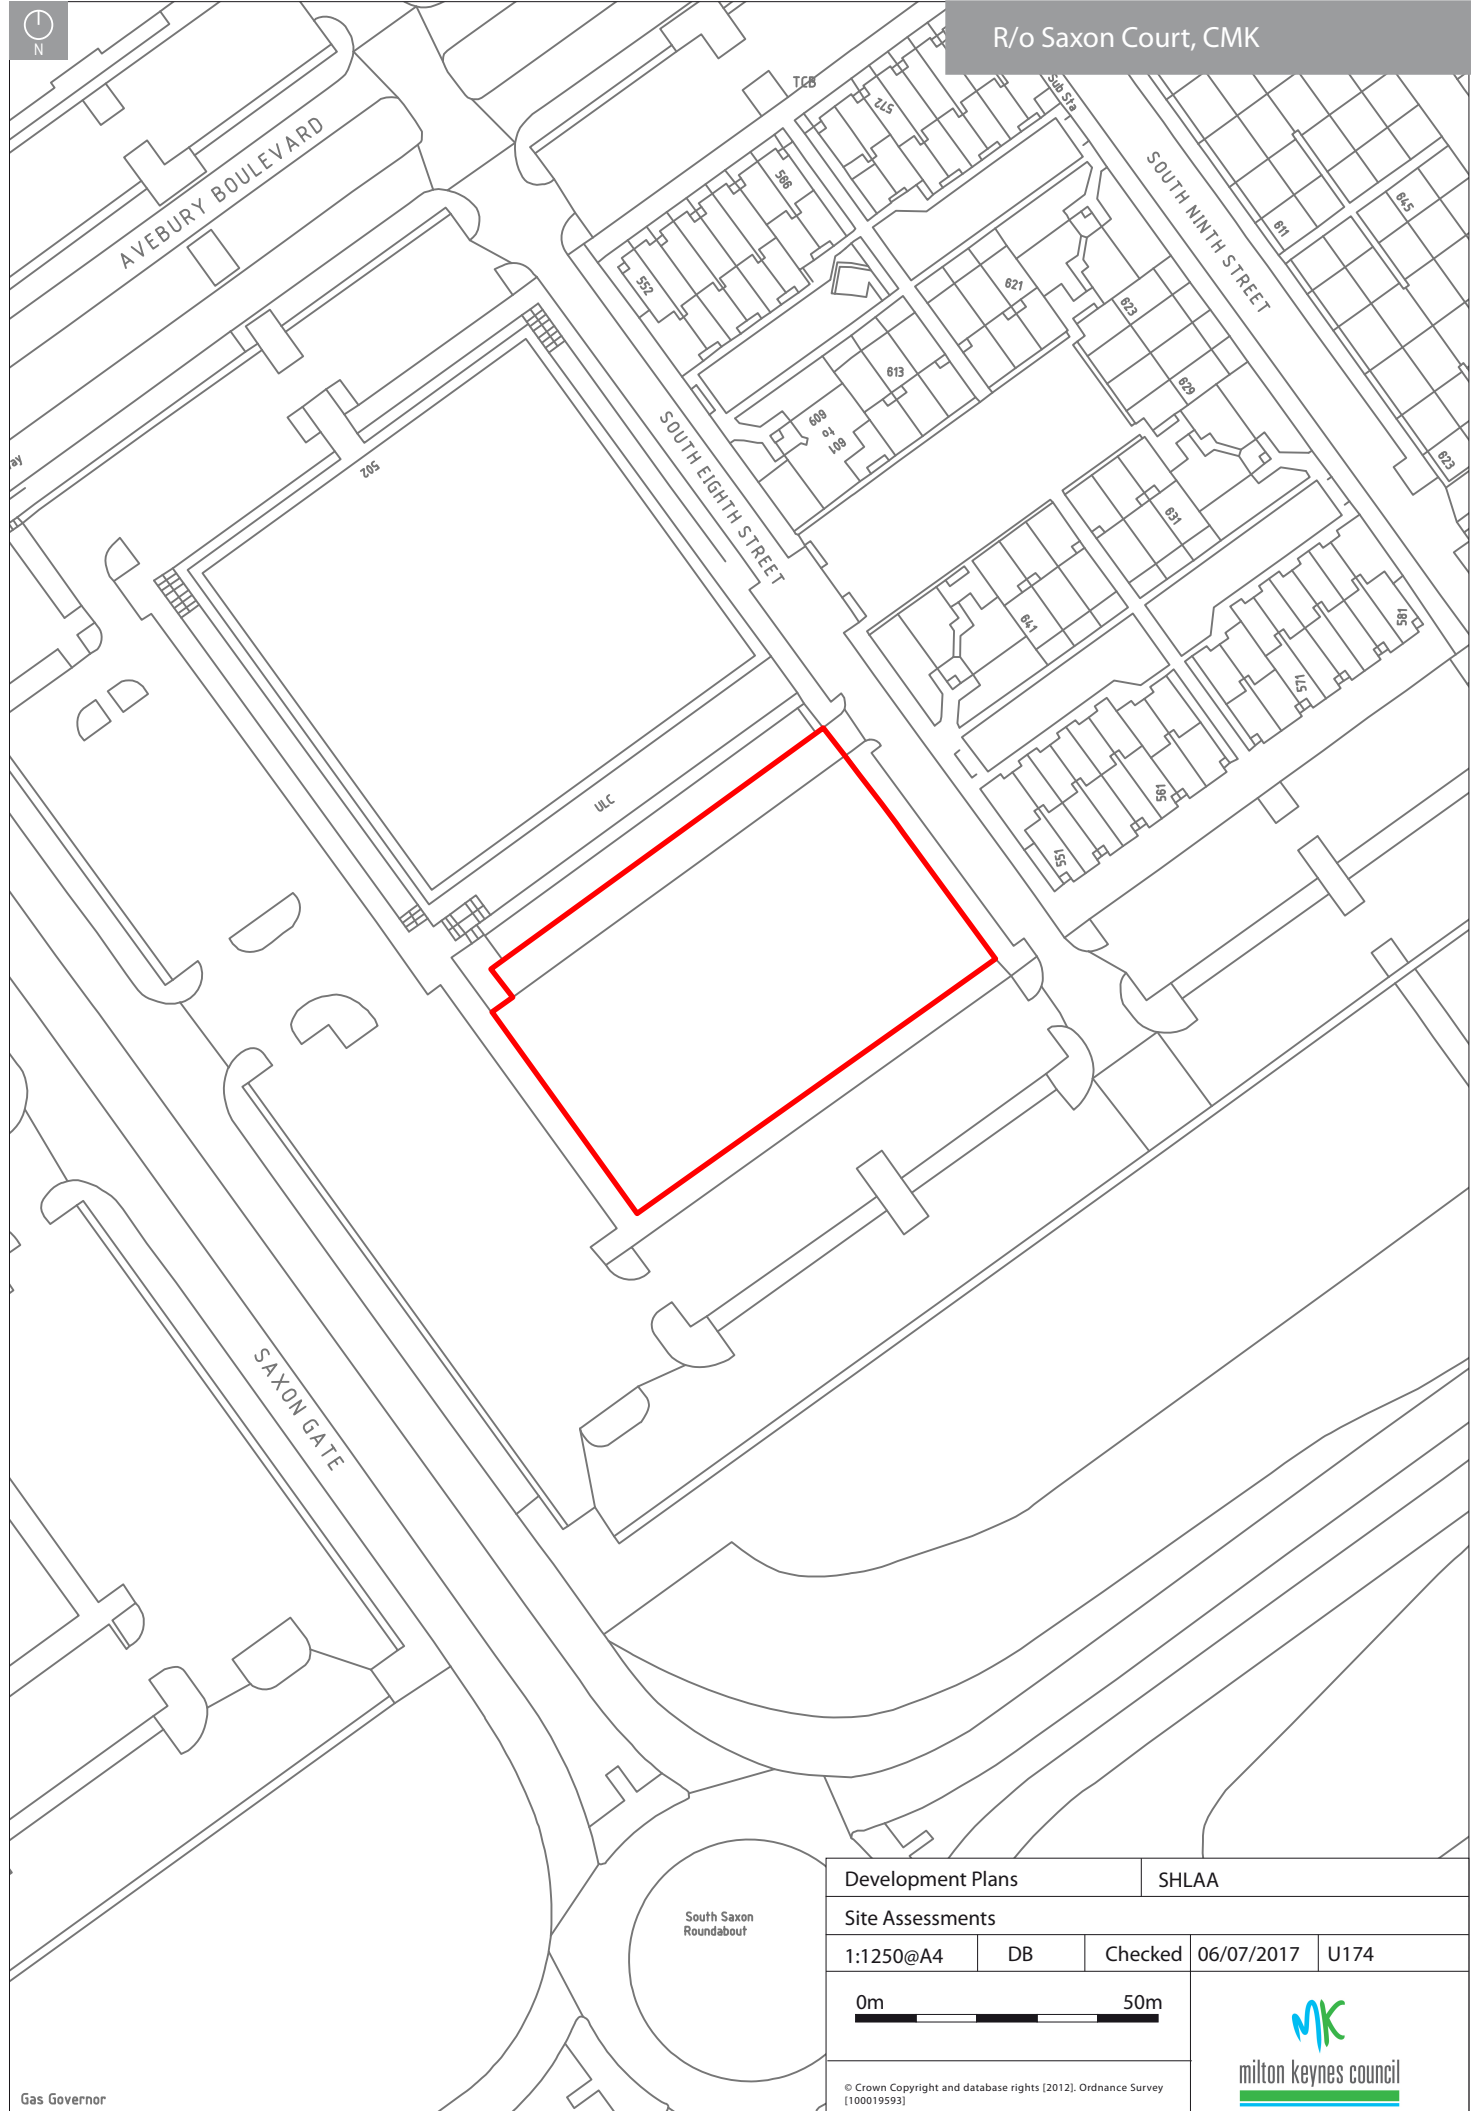 N
R/o Saxon Court, CMK
TCB
572
Sub Sta
AVEBURY BOULEVARD
566
SOUTH NINTH STREET
645
611
552
621
623
613
629
609
to
601
SOUTH EIGHTH STREET
502
623
631
641
581
571
ULC
561
551
SAXON GATE
South Saxon
Roundabout
Gas Governor
Development Plans
SHLAA
Site Assessments
1:1250@A4
DB
Checked
06/07/2017
U174
0m
50m
MK
milton keynes council
© Crown Copyright and database rights [2012]. Ordnance Survey
[100019593]